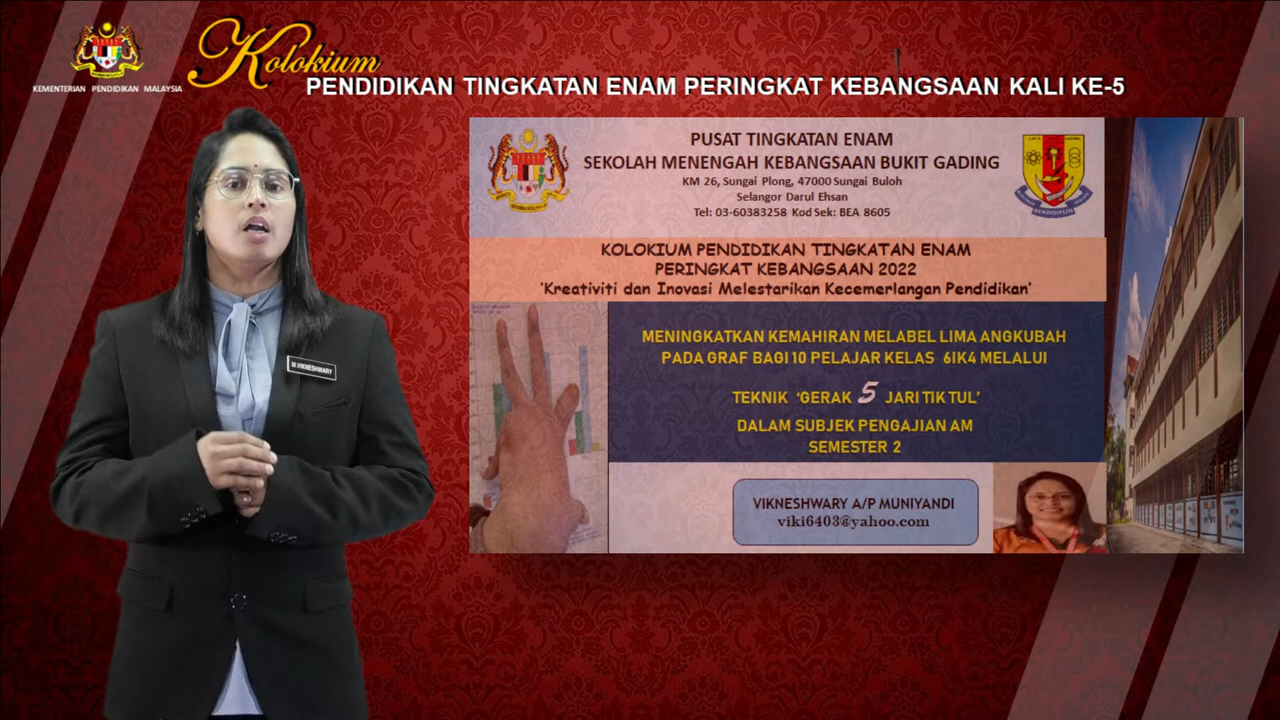 Kolokium
KEMENTERIAN PENDIDIKAN MALAYSIA
PENDIDIKAN TINGKATAN ENAM PERINGKAT KEBANGSAAN KALI KE-5
PUSAT TINGKATAN ENAM
SEKOLAH MENENGAH KEBANGSAAN BUKIT GADING
KM 26, Sungai Plong, 47000 Sungai Buloh
Selangor Darul Ehsan
Tel: 03-60383258 Kod Sek: BEA 8605
BERDISIPLIN
KOLOKIUM PENDIDIKAN TINGKATAN ENAM
PERINGKAT KEBANGSAAN 2022
'Kreativiti dan Inovasi Melestarikan Kecemerlangan Pendidikan'
MENINGKATKAN KEMAHIRAN MELABEL LIMA ANGKUBAH
PADA GRAF BAGI 10 PELAJAR KELAS 6IK4 MELALUI
TEKNIK 'GERAK 5 JARI TIK TUL'
DALAM SUBJEK PENGAJIAN AM
SEMESTER 2
VIKNESHWARY A/P MUNIYANDI
viki6403@yahoo.com
M.VIKNESHWARY